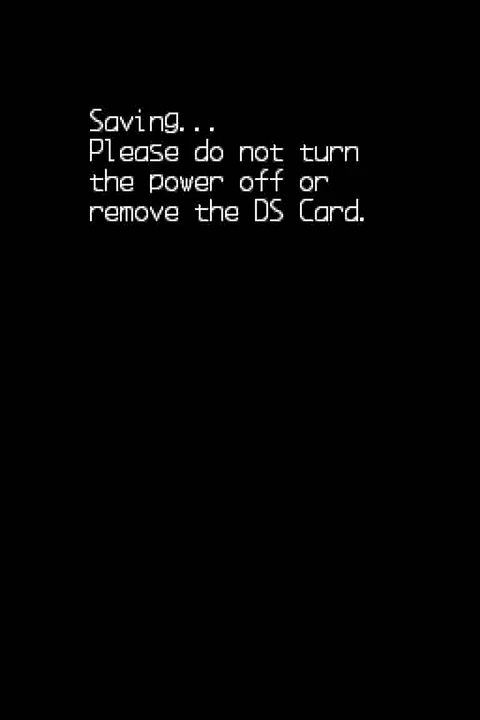 Saving...
Please do not turn
the power off or
remove the DS Card.